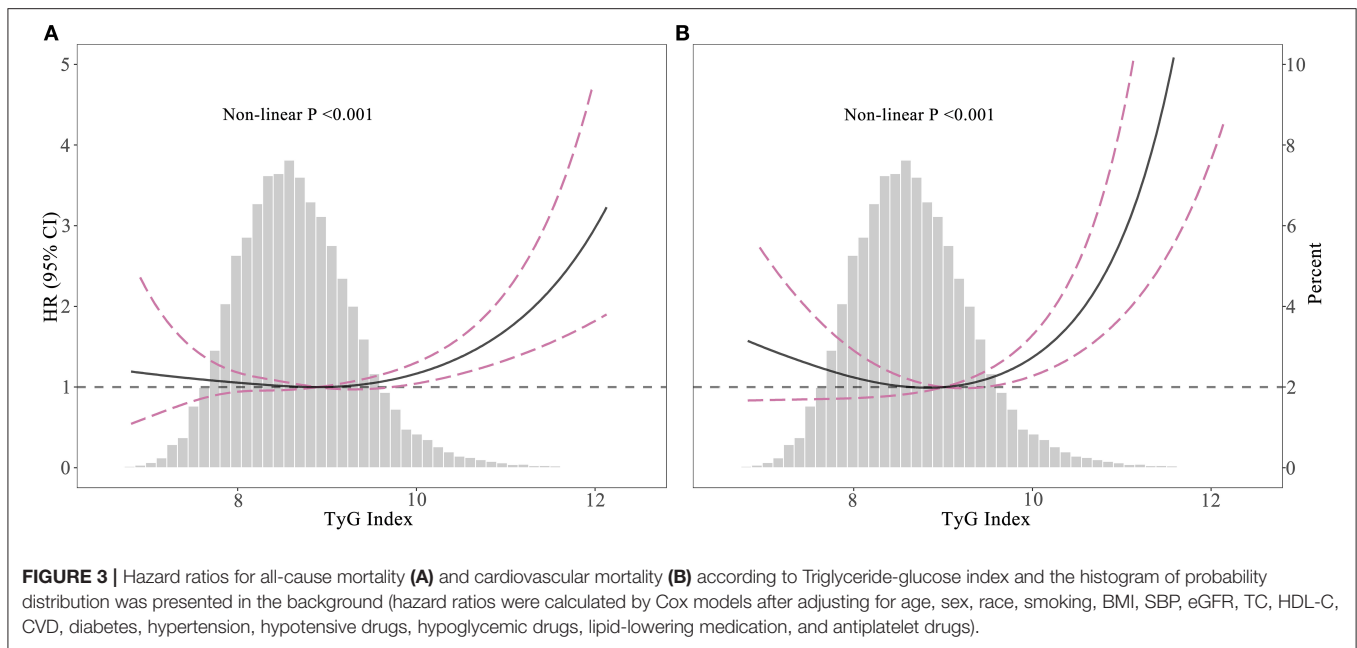 A
B
5
4
3
2
1
0
HR (95% CI)
Non-linear P <0.001
8
10
12
TyG Index
Non-linear P <0.001
10
8
6
4
2
0
Percent
8
10
12
TyG Index
FIGURE 3 | Hazard ratios for all-cause mortality (A) and cardiovascular mortality (B) according to Triglyceride-glucose index and the histogram of probability
distribution was presented in the background (hazard ratios were calculated by Cox models after adjusting for age, sex, race, smoking, BMI, SBP, eGFR, TC, HDL-C,
CVD, diabetes, hypertension, hypotensive drugs, hypoglycemic drugs, lipid-lowering medication, and antiplatelet drugs).